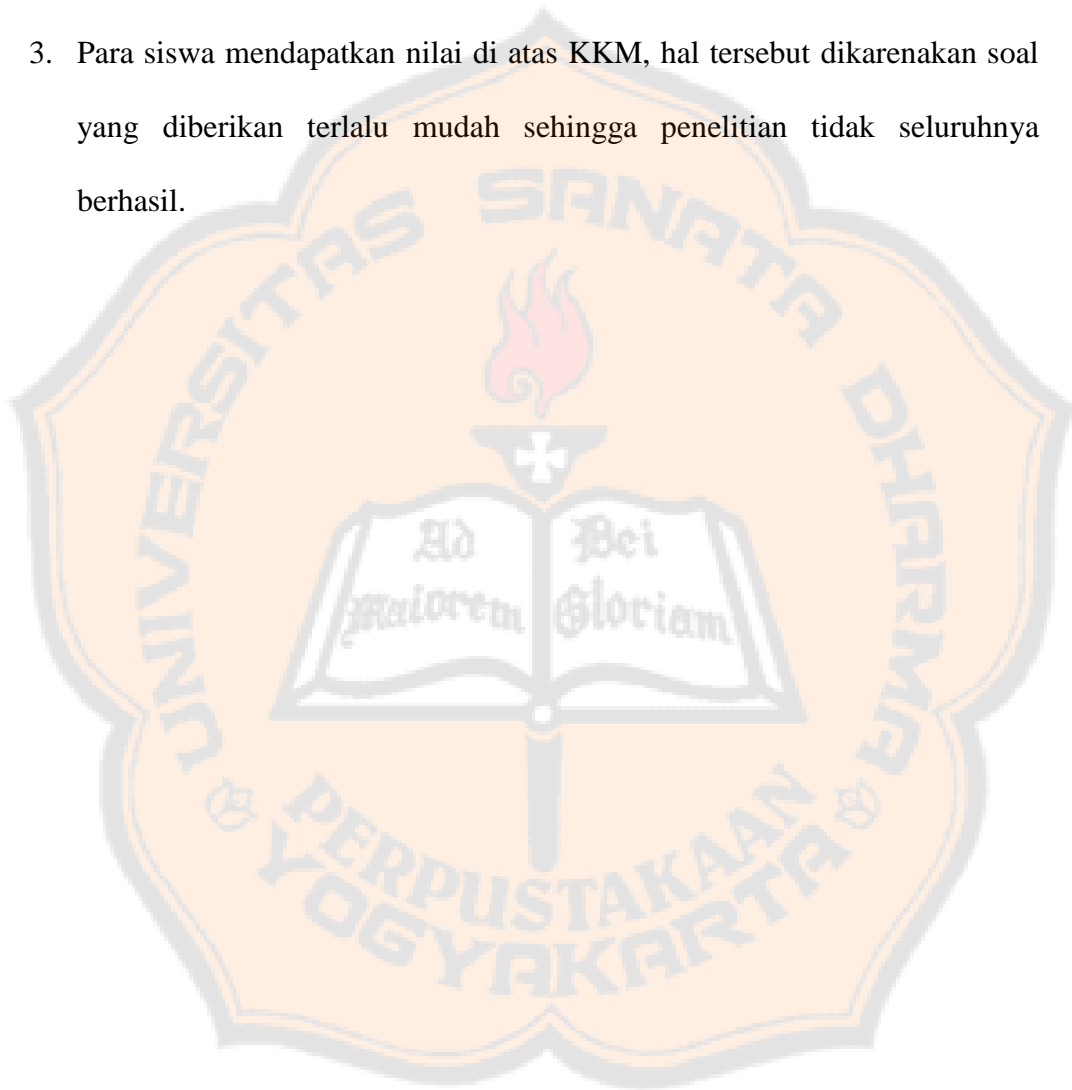 3. Para siswa mendapatkan nilai di atas KKM, hal tersebut dikarenakan soal
yang diberikan terlalu mudah sehingga penelitian tidak seluruhnya
berhasil.
UNIVERSITAS SANATA DHARMA
Ad Dei
Maiorem Gloriam
PERPUSTAKAAN
YOGYAKARTA